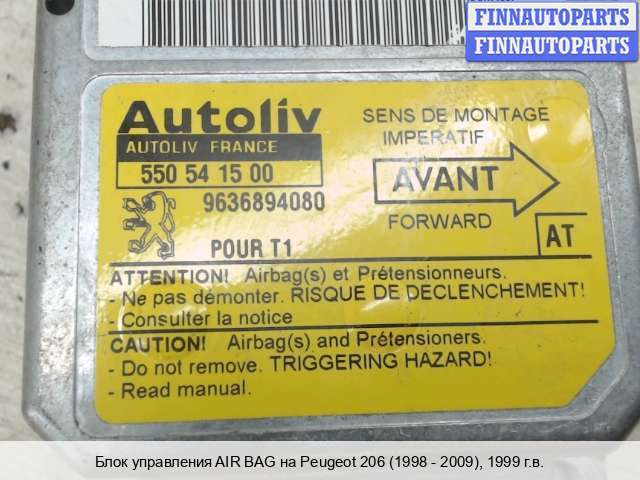 FINNAUTOPARTS
FINNAUTOPARTS
Autoliv
AUTOLIV FRANCE
550 54 15 00
9636894080
POUR T1
SENS DE MONTAGE
IMPERATIF
AVANT
FORWARD
AT
ATTENTION! Airbag(s) et Prétensionneurs.
- Ne pas démonter. RISQUE DE DECLENCHEMENT!
- Consulter la notice
CAUTION! Airbag(s) and Prétensioners.
- Do not remove. TRIGGERING HAZARD!
- Read manual.
Блок управления AIR BAG на Peugeot 206 (1998 - 2009), 1999 г.в.